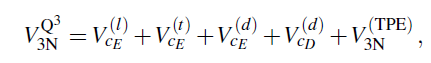 V_{3N}^{Q^3} = V_{c_E}^{(l)} + V_{c_E}^{(t)} + V_{c_E}^{(d)} + V_{c_D}^{(d)} + V_{3N}^{(TPE)} ,